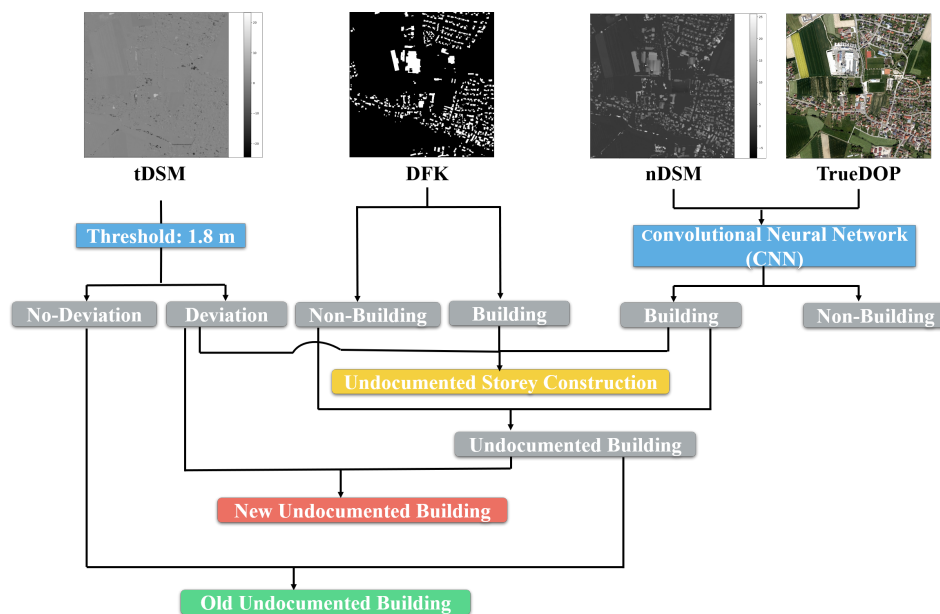 tDSM
DFK
nDSM
TrueDOP
Threshold: 1.8 m
Convolutional Neural Network
(CNN)
No-Deviation
Deviation
Non-Building
Building
Building
Non-Building
Undocumented Storey Construction
Undocumented Building
New Undocumented Building
Old Undocumented Building